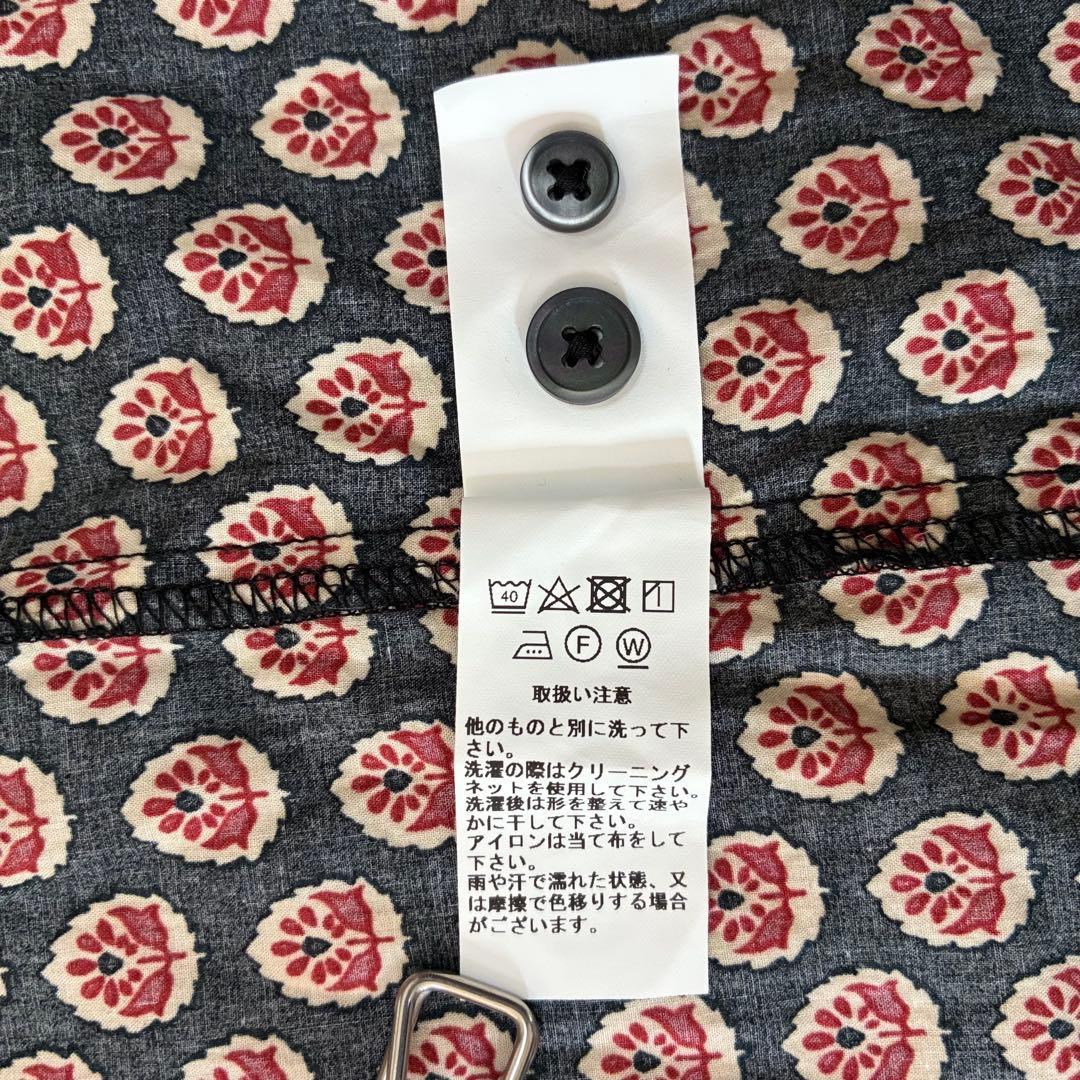 40
F
W
取扱い注意
他のものと別に洗って下
さい。
洗濯の際はクリーニング
ネットを使用して下さい。
洗濯後は形を整えて速や
かに干して下さい。
アイロンは当て布をして
下さい。
雨や汗で濡れた状態、又
は摩擦で色移りする場合
がございます。